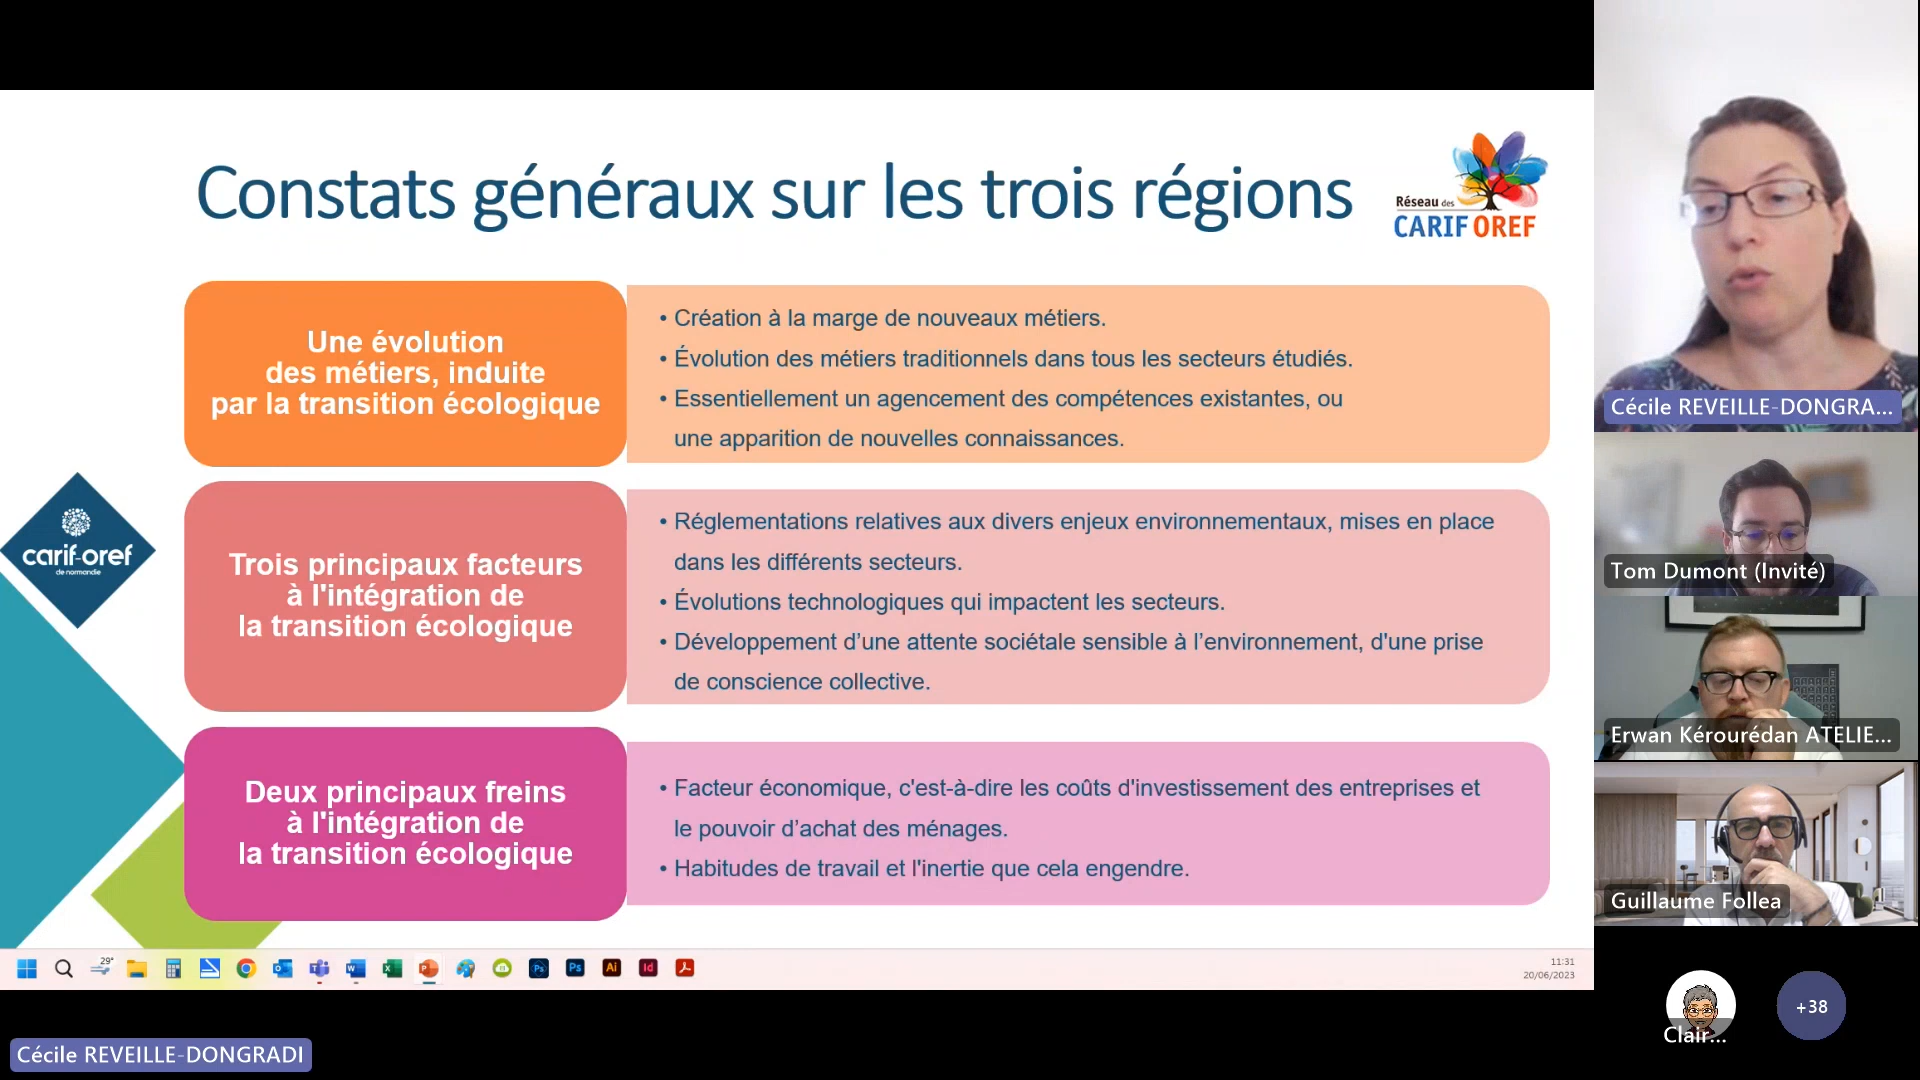 Constats généraux sur les trois régions
Réseau des
CARIF OREF
Une évolution
des métiers, induite
par la transition écologique
• Création à la marge de nouveaux métiers.
• Évolution des métiers traditionnels dans tous les secteurs étudiés.
• Essentiellement un agencement des compétences existantes, ou
une apparition de nouvelles connaissances.
carif-oref
de normandie
Trois principaux facteurs
à l'intégration de
la transition écologique
• Réglementations relatives aux divers enjeux environnementaux, mises en place
dans les différents secteurs.
• Évolutions technologiques qui impactent les secteurs.
• Développement d’une attente sociétale sensible à l’environnement, d'une prise
de conscience collective.
Deux principaux freins
à l'intégration de
la transition écologique
• Facteur économique, c'est-à-dire les coûts d'investissement des entreprises et
le pouvoir d’achat des ménages.
• Habitudes de travail et l'inertie que cela engendre.
29°
Ps
Ps
Ai
Id
11:31
20/06/2023
Cécile REVEILLE-DONGRADI
Cécile REVEILLE-DONGRA...
Tom Dumont (Invité)
Erwan Kérourédan ATELIE...
Guillaume Follea
Clair...
+38